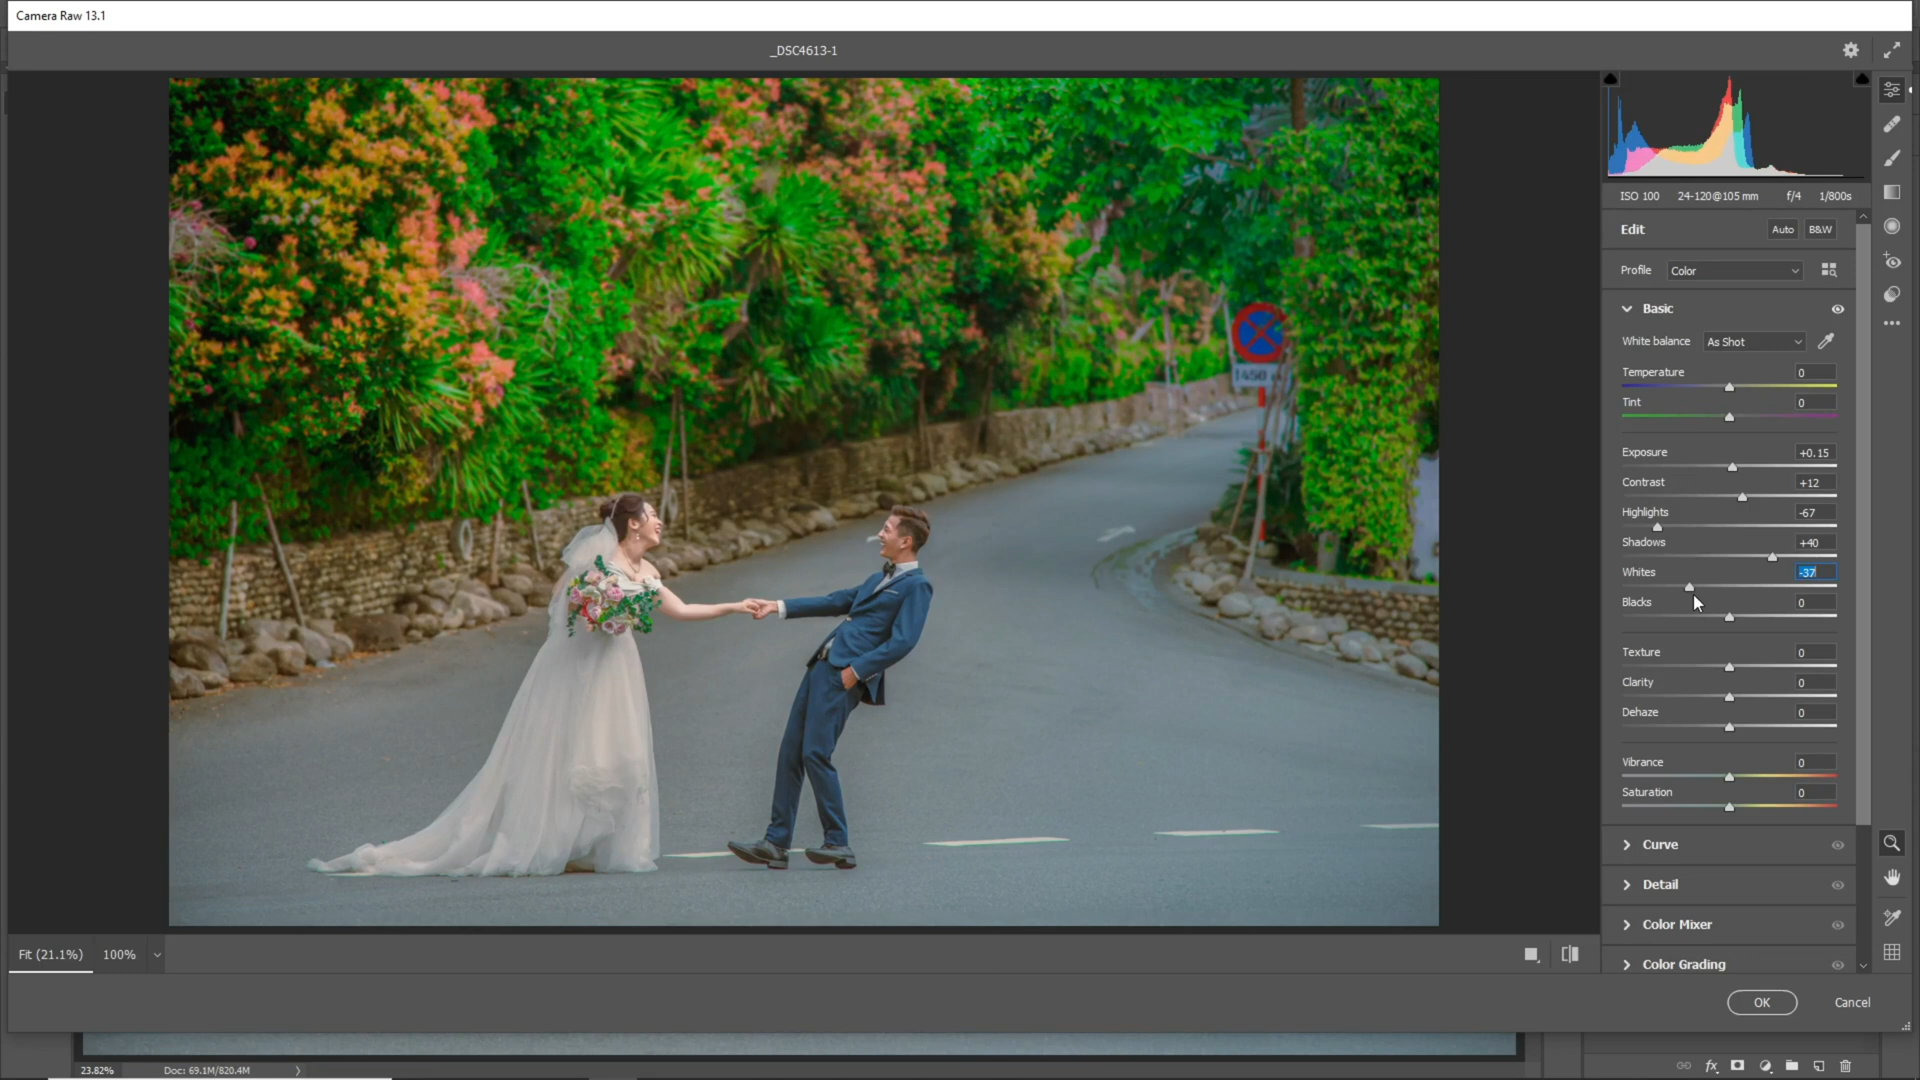 Camera Raw 13.1
_DSC4613-1
ISO 100 24-120@105 mm f/4 1/800s
Edit Auto B&W
Profile Color
Basic
White balance As Shot
Temperature 0
Tint 0
Exposure +0.15
Contrast +12
Highlights -67
Shadows +40
Whites -37
Blacks 0
Texture 0
Clarity 0
Dehaze 0
Vibrance 0
Saturation 0
Curve
Detail
Color Mixer
Color Grading
1450
Fit (21.1%) 100%
OK Cancel
23.82% Doc: 69.1M/820.4M
fx